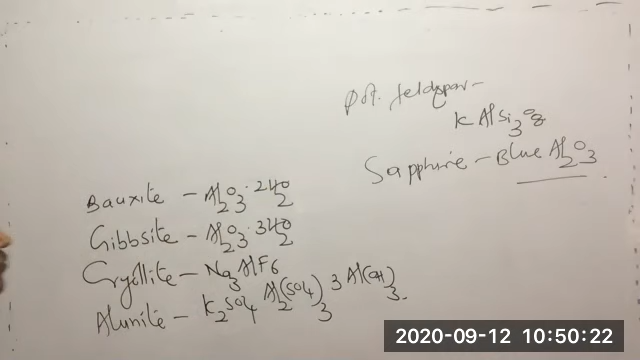 Pot. feldspar -
KAlSi3O8
Sapphire - Blue Al2O3
Bauxite - Al2O3.2H2O
Gibbsite - Al2O3.3H2O
Cryollite - Na3AlF6
Alunite - K2SO4 Al2(SO4)3 3Al(OH)3.
2020-09-12 10:50:22